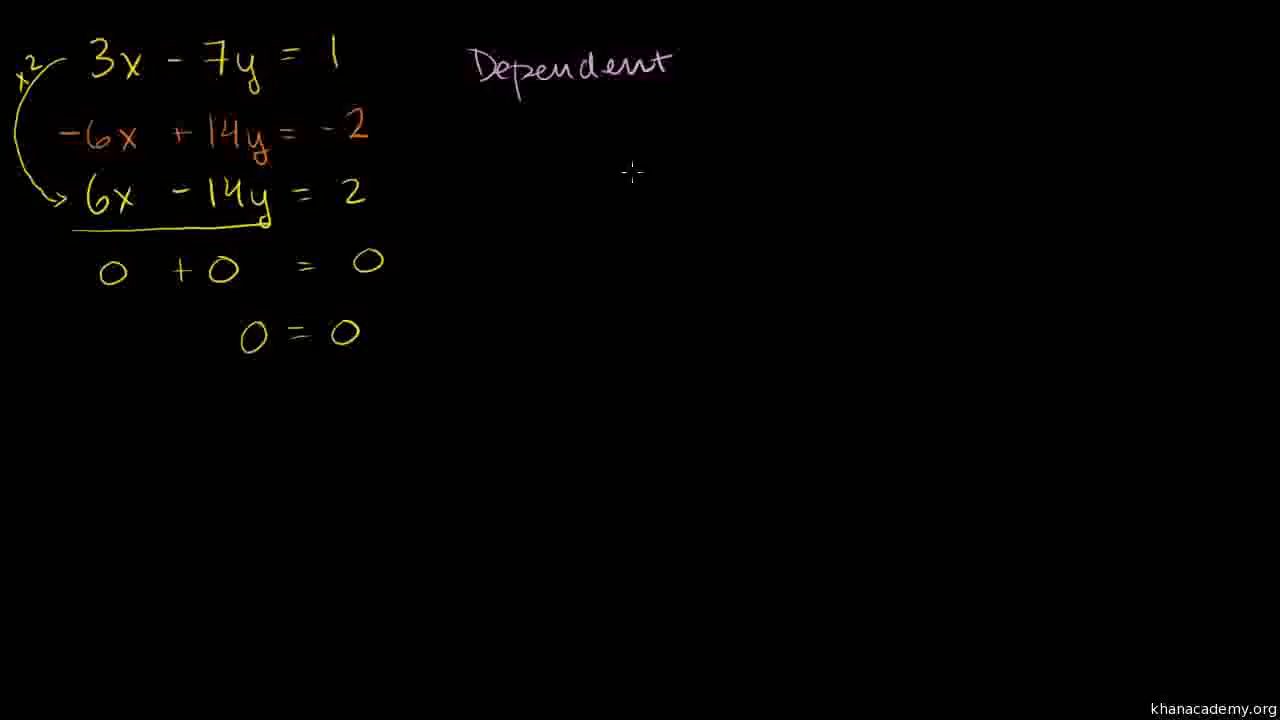 x2
3x - 7y = 1
-6x + 14y = -2
6x - 14y = 2
0 + 0 = 0
0 = 0
Dependent
khanacademy.org